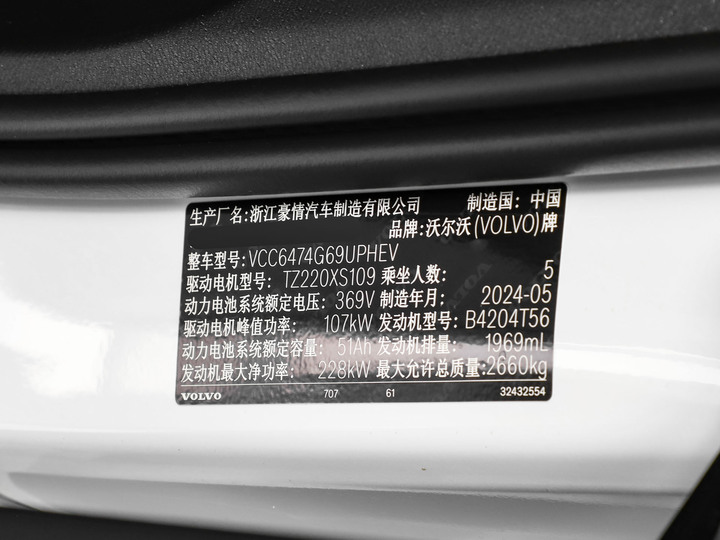 生产厂名:浙江豪情汽车制造有限公司 制造国: 中国
品牌:沃尔沃(VOLVO)牌
整车型号:VCC6474G69UPHEV
驱动电机型号: TZ220XS109 乘坐人数: 5
动力电池系统额定电压: 369V 制造年月: 2024-05
驱动电机峰值功率: 107kW 发动机型号: B4204T56
动力电池系统额定容量: 51Ah 发动机排量: 1969mL
发动机最大净功率: 228kW 最大允许总质量:2660kg
VOLVO 707 61 32432554